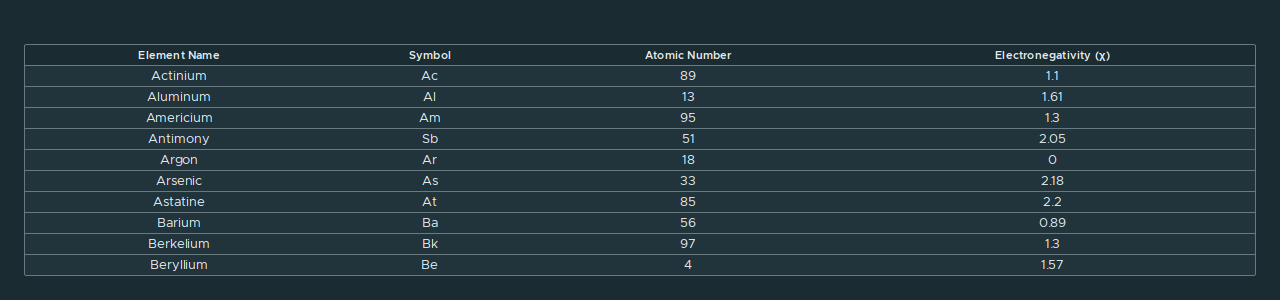 Element Name Symbol Atomic Number Electronegativity (χ)
Actinium Ac 89 1.1
Aluminum Al 13 1.61
Americium Am 95 1.3
Antimony Sb 51 2.05
Argon Ar 18 0
Arsenic As 33 2.18
Astatine At 85 2.2
Barium Ba 56 0.89
Berkelium Bk 97 1.3
Beryllium Be 4 1.57